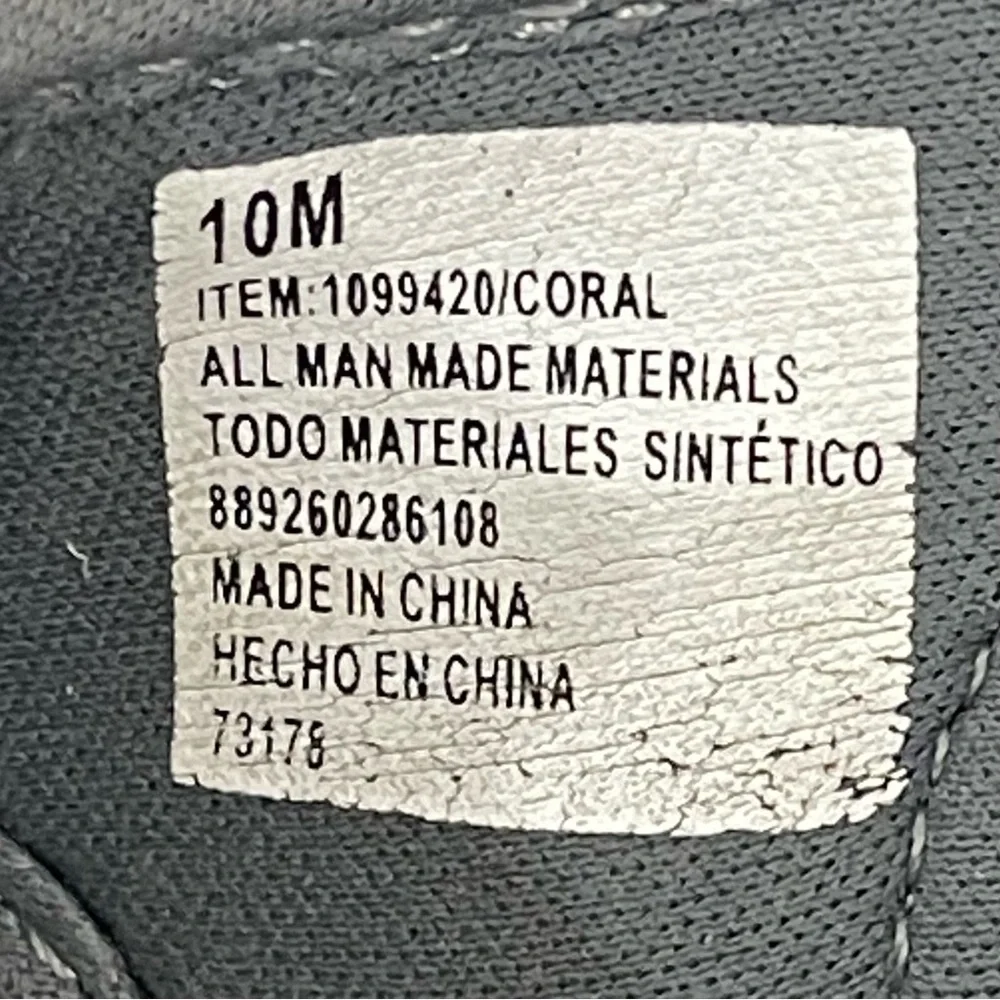 10M
ITEM:1099420/CORAL
ALL MAN MADE MATERIALS
TODO MATERIALES SINTÉTICO
889260286108
MADE IN CHINA
HECHO EN CHINA
73178